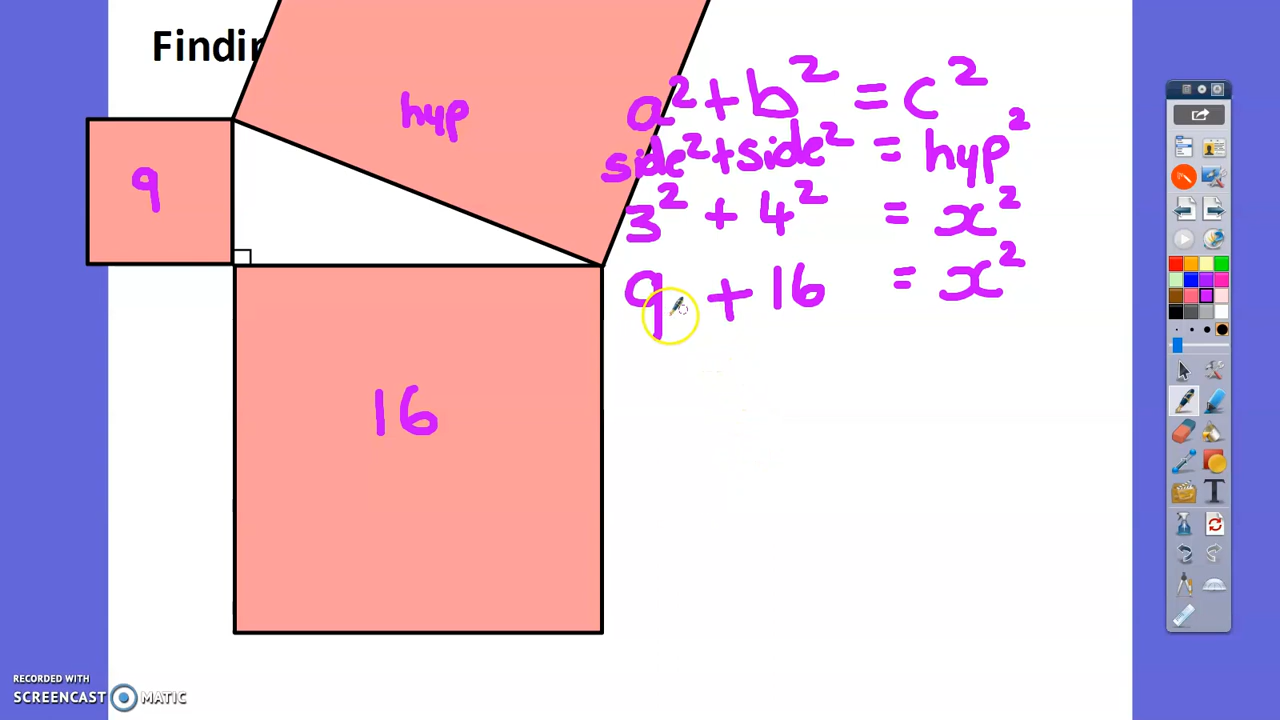 Findin
hyp
9
16
a² + b² = c²
side² + side² = hyp²
3² + 4² = x²
9 + 16 = x²
RECORDED WITH
SCREENCAST MATIC